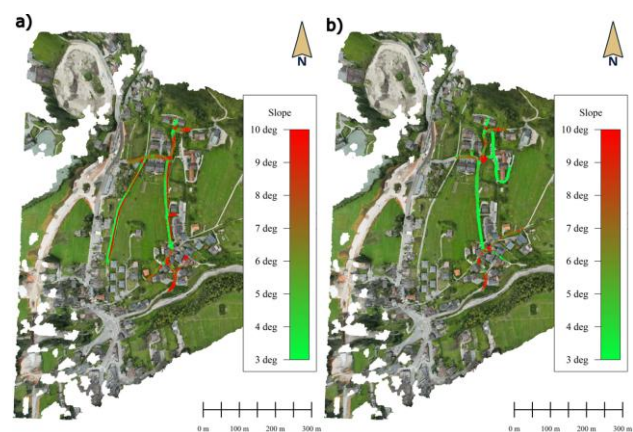 a)
N
Slope
10 deg
9 deg
8 deg
7 deg
6 deg
5 deg
4 deg
3 deg
0 m 100 m 200 m 300 m
b)
N
Slope
10 deg
9 deg
8 deg
7 deg
6 deg
5 deg
4 deg
3 deg
0 m 100 m 200 m 300 m